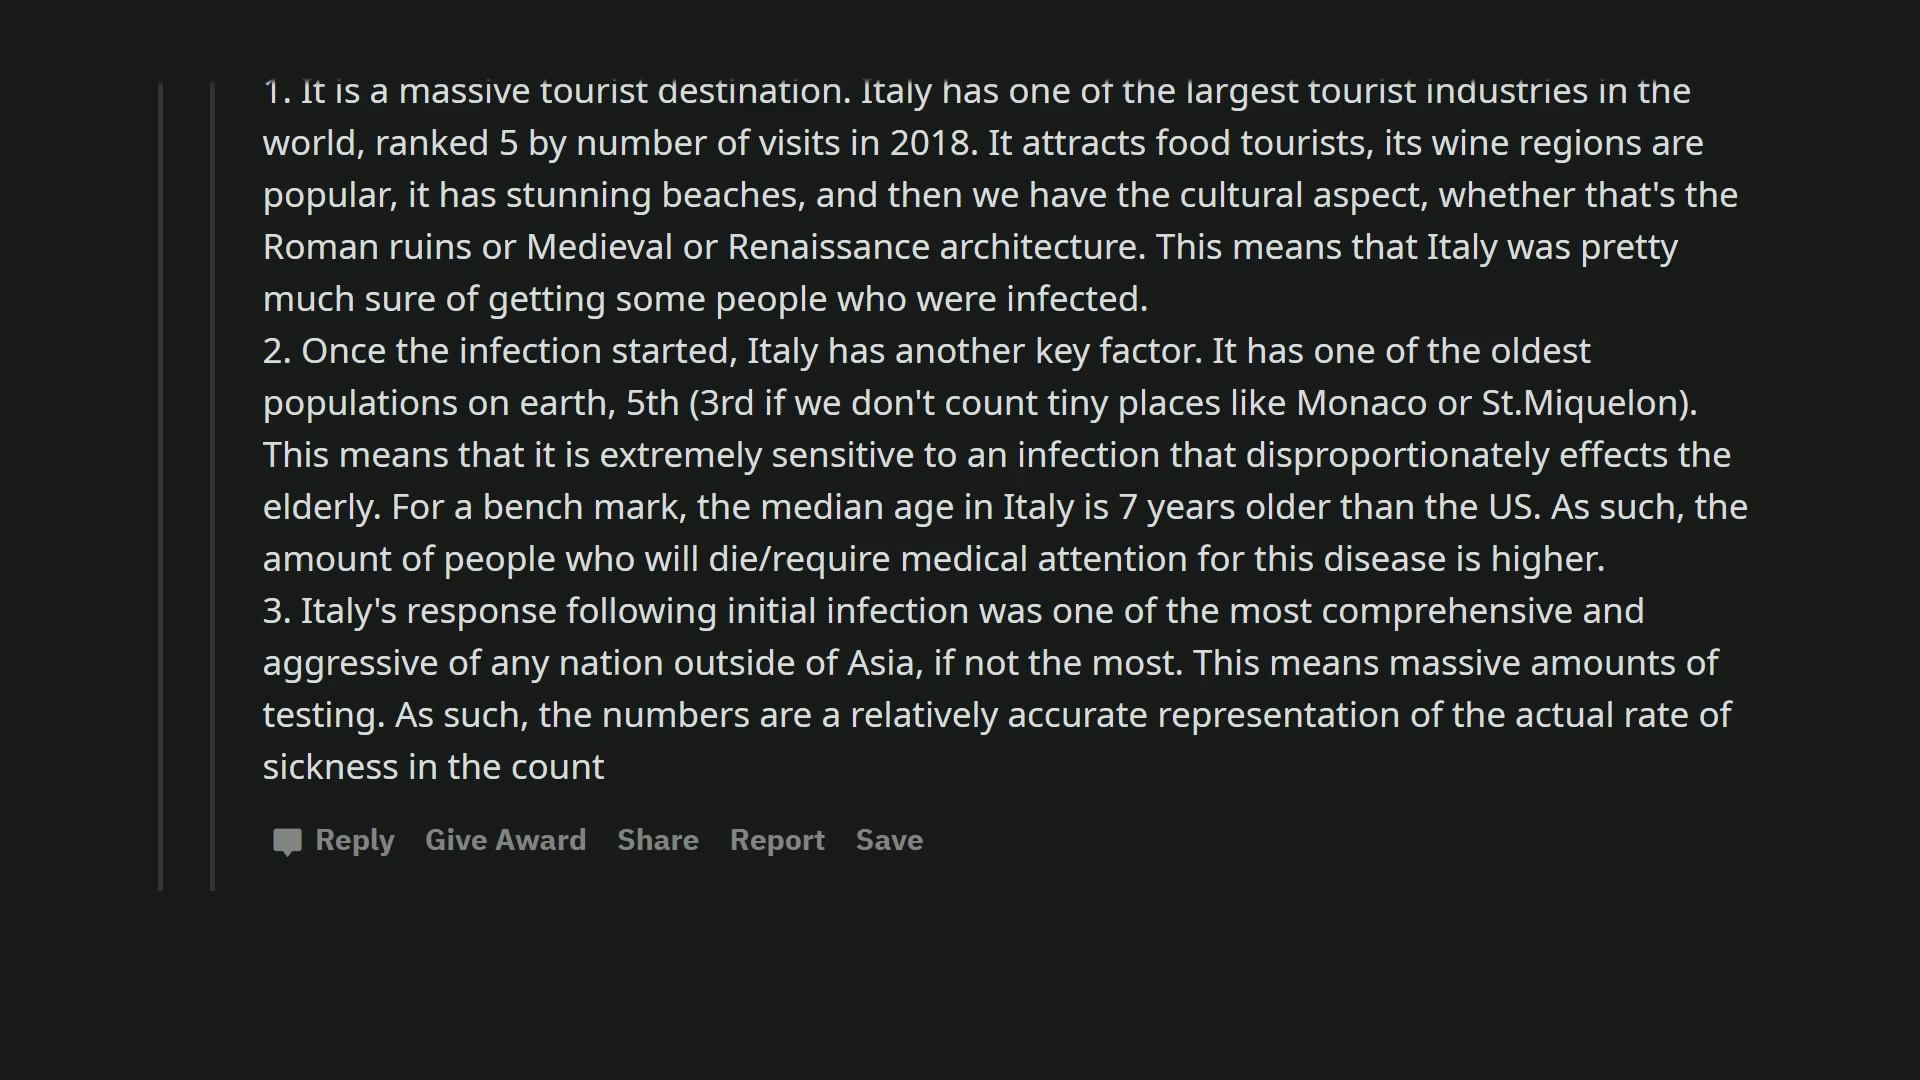 1. It is a massive tourist destination. Italy has one of the largest tourist industries in the
world, ranked 5 by number of visits in 2018. It attracts food tourists, its wine regions are
popular, it has stunning beaches, and then we have the cultural aspect, whether that's the
Roman ruins or Medieval or Renaissance architecture. This means that Italy was pretty
much sure of getting some people who were infected.
2. Once the infection started, Italy has another key factor. It has one of the oldest
populations on earth, 5th (3rd if we don't count tiny places like Monaco or St.Miquelon).
This means that it is extremely sensitive to an infection that disproportionately effects the
elderly. For a bench mark, the median age in Italy is 7 years older than the US. As such, the
amount of people who will die/require medical attention for this disease is higher.
3. Italy's response following initial infection was one of the most comprehensive and
aggressive of any nation outside of Asia, if not the most. This means massive amounts of
testing. As such, the numbers are a relatively accurate representation of the actual rate of
sickness in the count
Reply Give Award Share Report Save